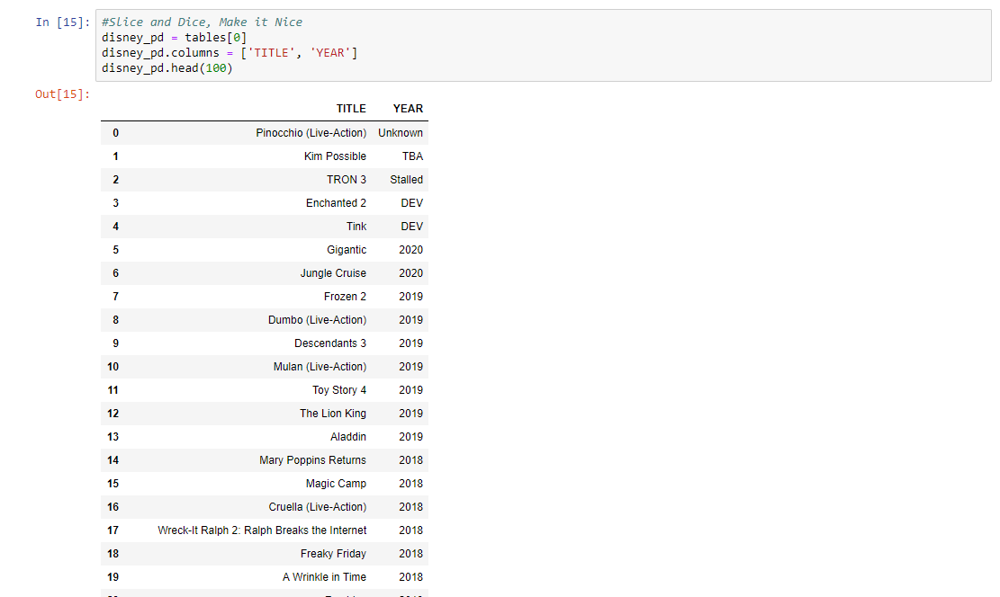 In [15]: #Slice and Dice, Make it Nice
disney_pd = tables[0]
disney_pd.columns = ['TITLE', 'YEAR']
disney_pd.head(100)
Out[15]:
TITLE YEAR
0 Pinocchio (Live-Action) Unknown
1 Kim Possible TBA
2 TRON 3 Stalled
3 Enchanted 2 DEV
4 Tink DEV
5 Gigantic 2020
6 Jungle Cruise 2020
7 Frozen 2 2019
8 Dumbo (Live-Action) 2019
9 Descendants 3 2019
10 Mulan (Live-Action) 2019
11 Toy Story 4 2019
12 The Lion King 2019
13 Aladdin 2019
14 Mary Poppins Returns 2018
15 Magic Camp 2018
16 Cruella (Live-Action) 2018
17 Wreck-It Ralph 2: Ralph Breaks the Internet 2018
18 Freaky Friday 2018
19 A Wrinkle in Time 2018